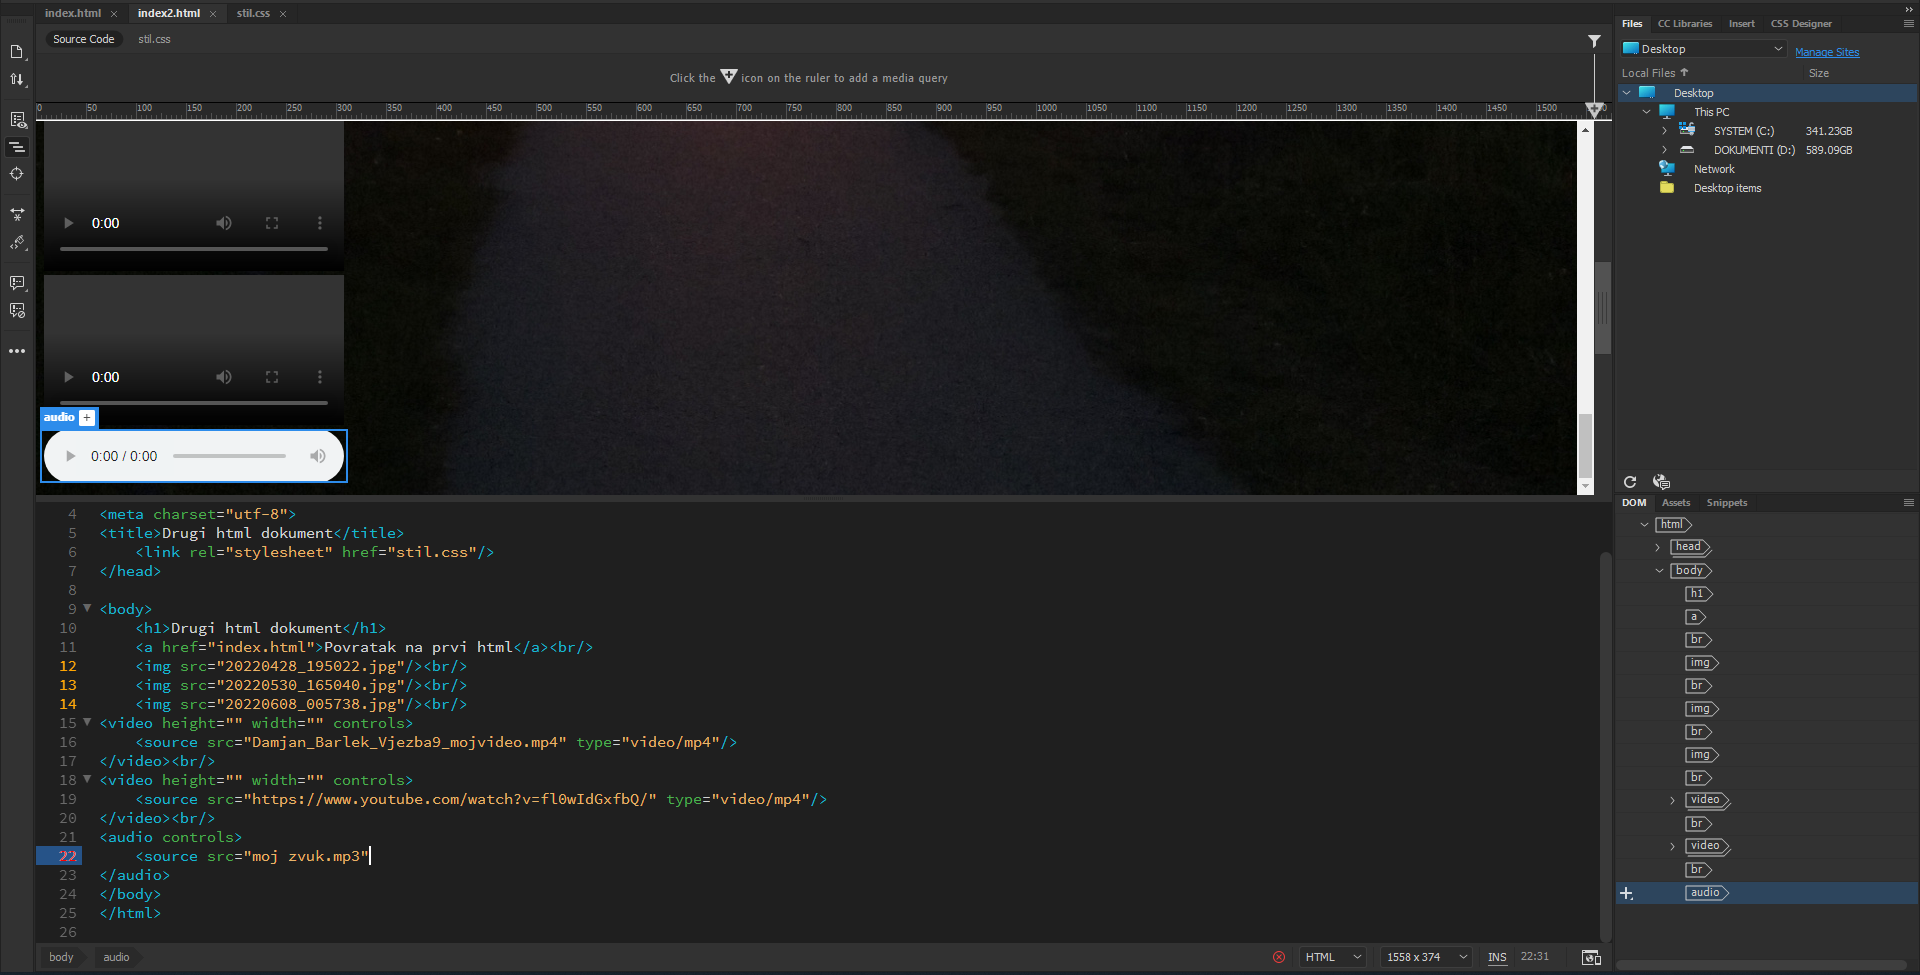 index.html
index2.html
stil.css
Source Code
stil.css
Click the icon on the ruler to add a media query
0 50 100 150 200 250 300 350 400 450 500 550 600 650 700 750 800 850 900 950 1000 1050 1100 1150 1200 1250 1300 1350 1400 1450 1500
0:00
0:00
audio +
0:00 / 0:00
4 <meta charset="utf-8">
5 <title>Drugi html dokument</title>
6 <link rel="stylesheet" href="stil.css"/>
7 </head>
8
9 <body>
10 <h1>Drugi html dokument</h1>
11 <a href="index.html">Povratak na prvi html</a><br/>
12 <img src="20220428_195022.jpg"/><br/>
13 <img src="20220530_165040.jpg"/><br/>
14 <img src="20220608_005738.jpg"/><br/>
15 <video height="" width="" controls>
16 <source src="Damjan_Barlek_Vjezba9_mojvideo.mp4" type="video/mp4"/>
17 </video><br/>
18 <video height="" width="" controls>
19 <source src="https://www.youtube.com/watch?v=fl0wIdGxfbQ/" type="video/mp4"/>
20 </video><br/>
21 <audio controls>
22 <source src="moj zvuk.mp3"
23 </audio>
24 </body>
25 </html>
26
body audio
HTML 1558 x 374 INS 22:31
Files CC Libraries Insert CSS Designer
Desktop Manage Sites
Local Files Size
Desktop
This PC
SYSTEM (C:) 341.23GB
DOKUMENTI (D:) 589.09GB
Network
Desktop items
DOM Assets Snippets
html
head
body
h1
a
br
img
br
img
br
img
br
video
br
video
br
audio